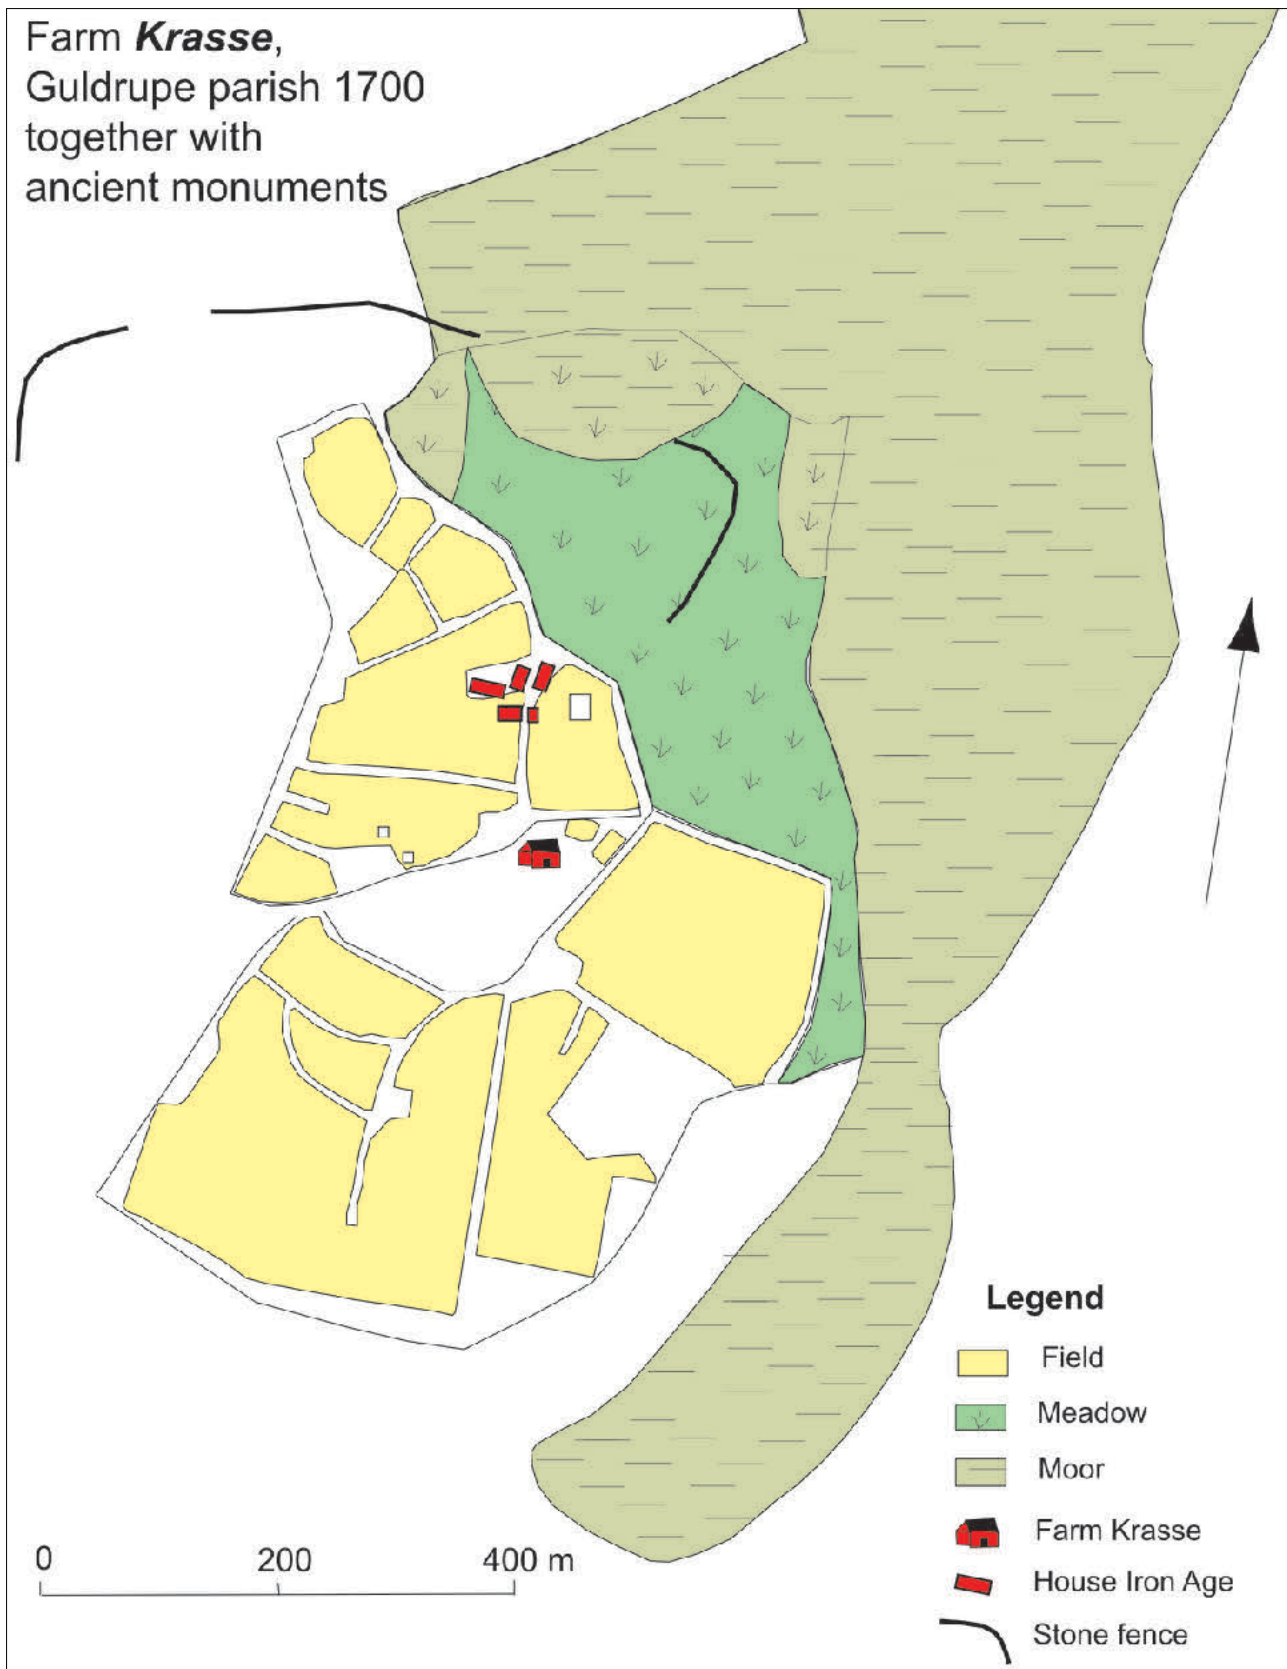 Farm Krasse,
Guldrupe parish 1700
together with
ancient monuments
Legend
Field
Meadow
Moor
Farm Krasse
House Iron Age
Stone fence
0 200 400 m